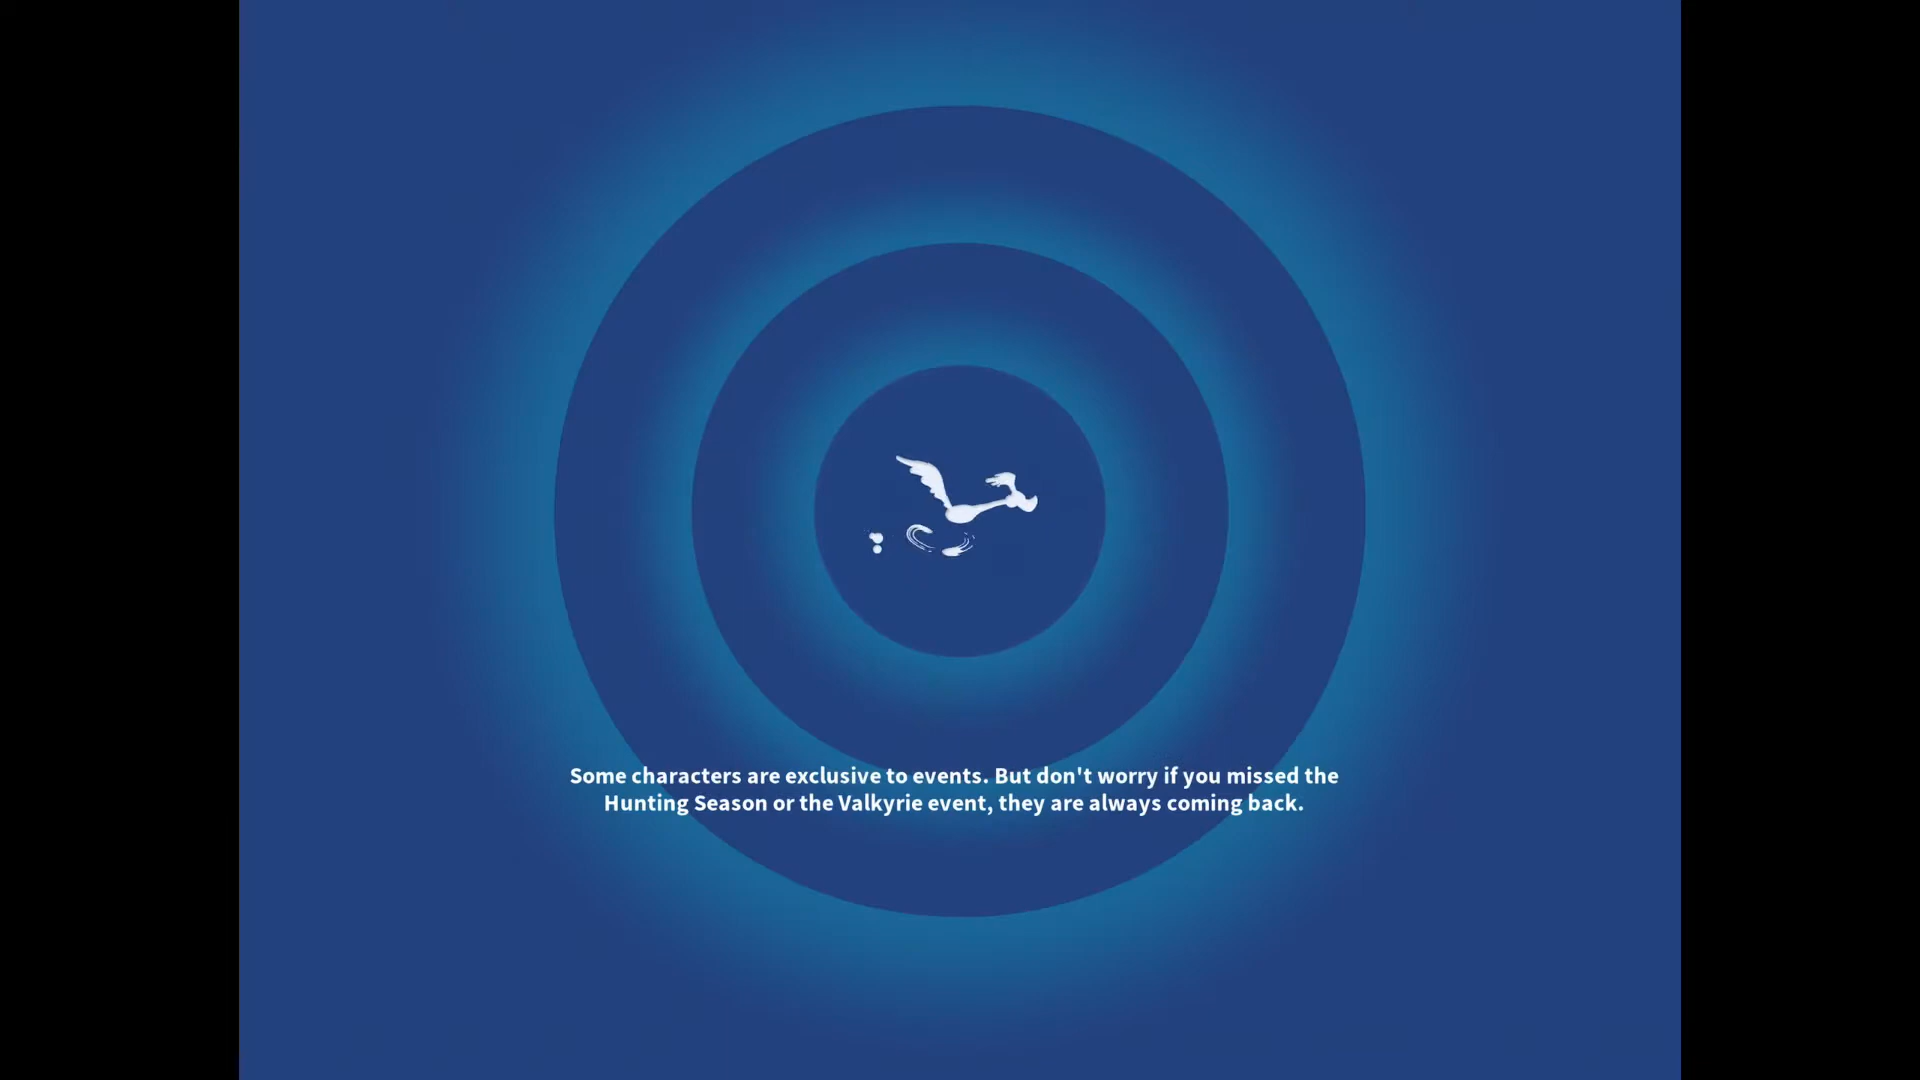 Some characters are exclusive to events. But don't worry if you missed the
Hunting Season or the Valkyrie event, they are always coming back.